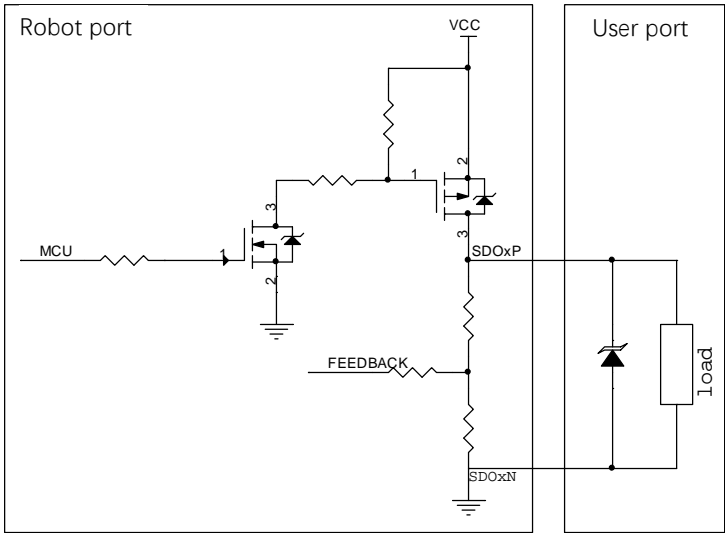 Robot port
User port
VCC
2
1
3
3
MCU
1
2
SDOxP
FEEDBACK
load
SDOxN